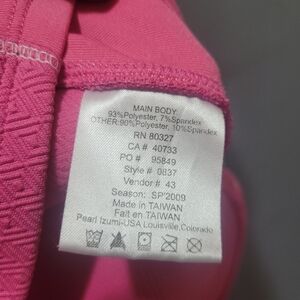 MAIN BODY
93%Polyester, 7%Spandex
OTHER:90%Polyester, 10%Spandex
RN 80327
CA# 40733
PO # 95849
Style # 0837
Vendor # 43
Season: SP'2009
Made in TAIWAN
Fait en TAIWAN
Pearl Izumi-USA Louisville,Colorado